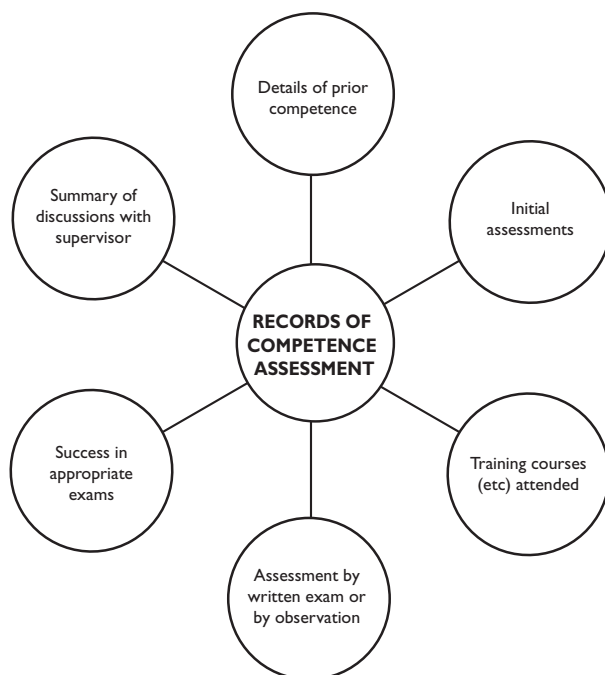 Details of prior
competence
Summary of
discussions with
supervisor
Initial
assessments
RECORDS OF
COMPETENCE
ASSESSMENT
Success in
appropriate
exams
Training courses
(etc) attended
Assessment by
written exam or
by observation